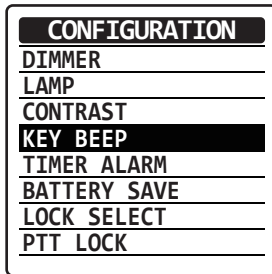 CONFIGURATION
DIMMER
LAMP
CONTRAST
KEY BEEP
TIMER ALARM
BATTERY SAVE
LOCK SELECT
PTT LOCK